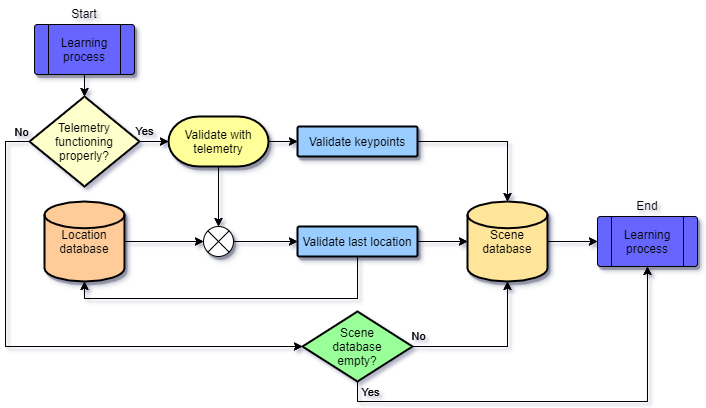 Start
Learning
process
No
Telemetry
functioning
properly?
Yes
Validate with
telemetry
Validate keypoints
Location
database
Validate last location
Scene
database
End
Learning
process
Scene
database
empty?
No
Yes